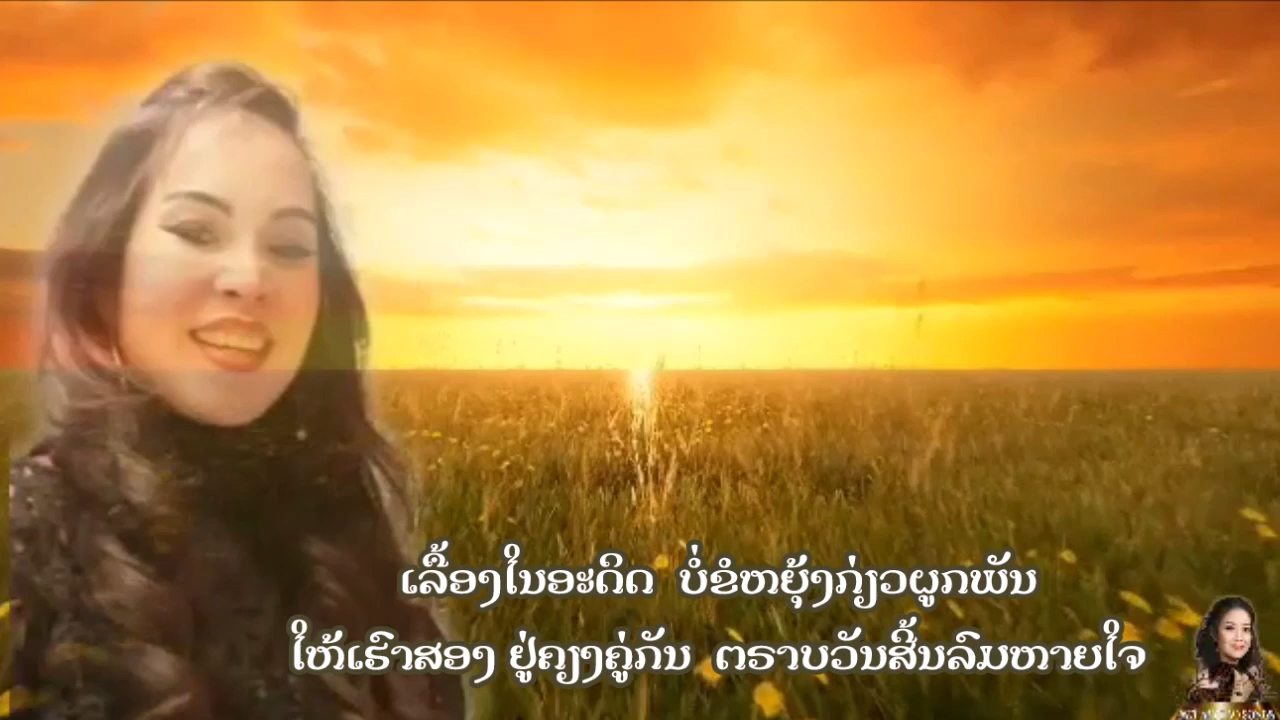 ເລື້ອງໃນອະດິດ ບໍ່ຂໍຫຍຸ້ງກ່ຽວຜູກພັນ
ໃຫ້ເຮົາສອງ ຢູ່ຄຽງຄູ່ກັນ ຕຣາບວັນສິ້ນລົມຫາຍໃຈ